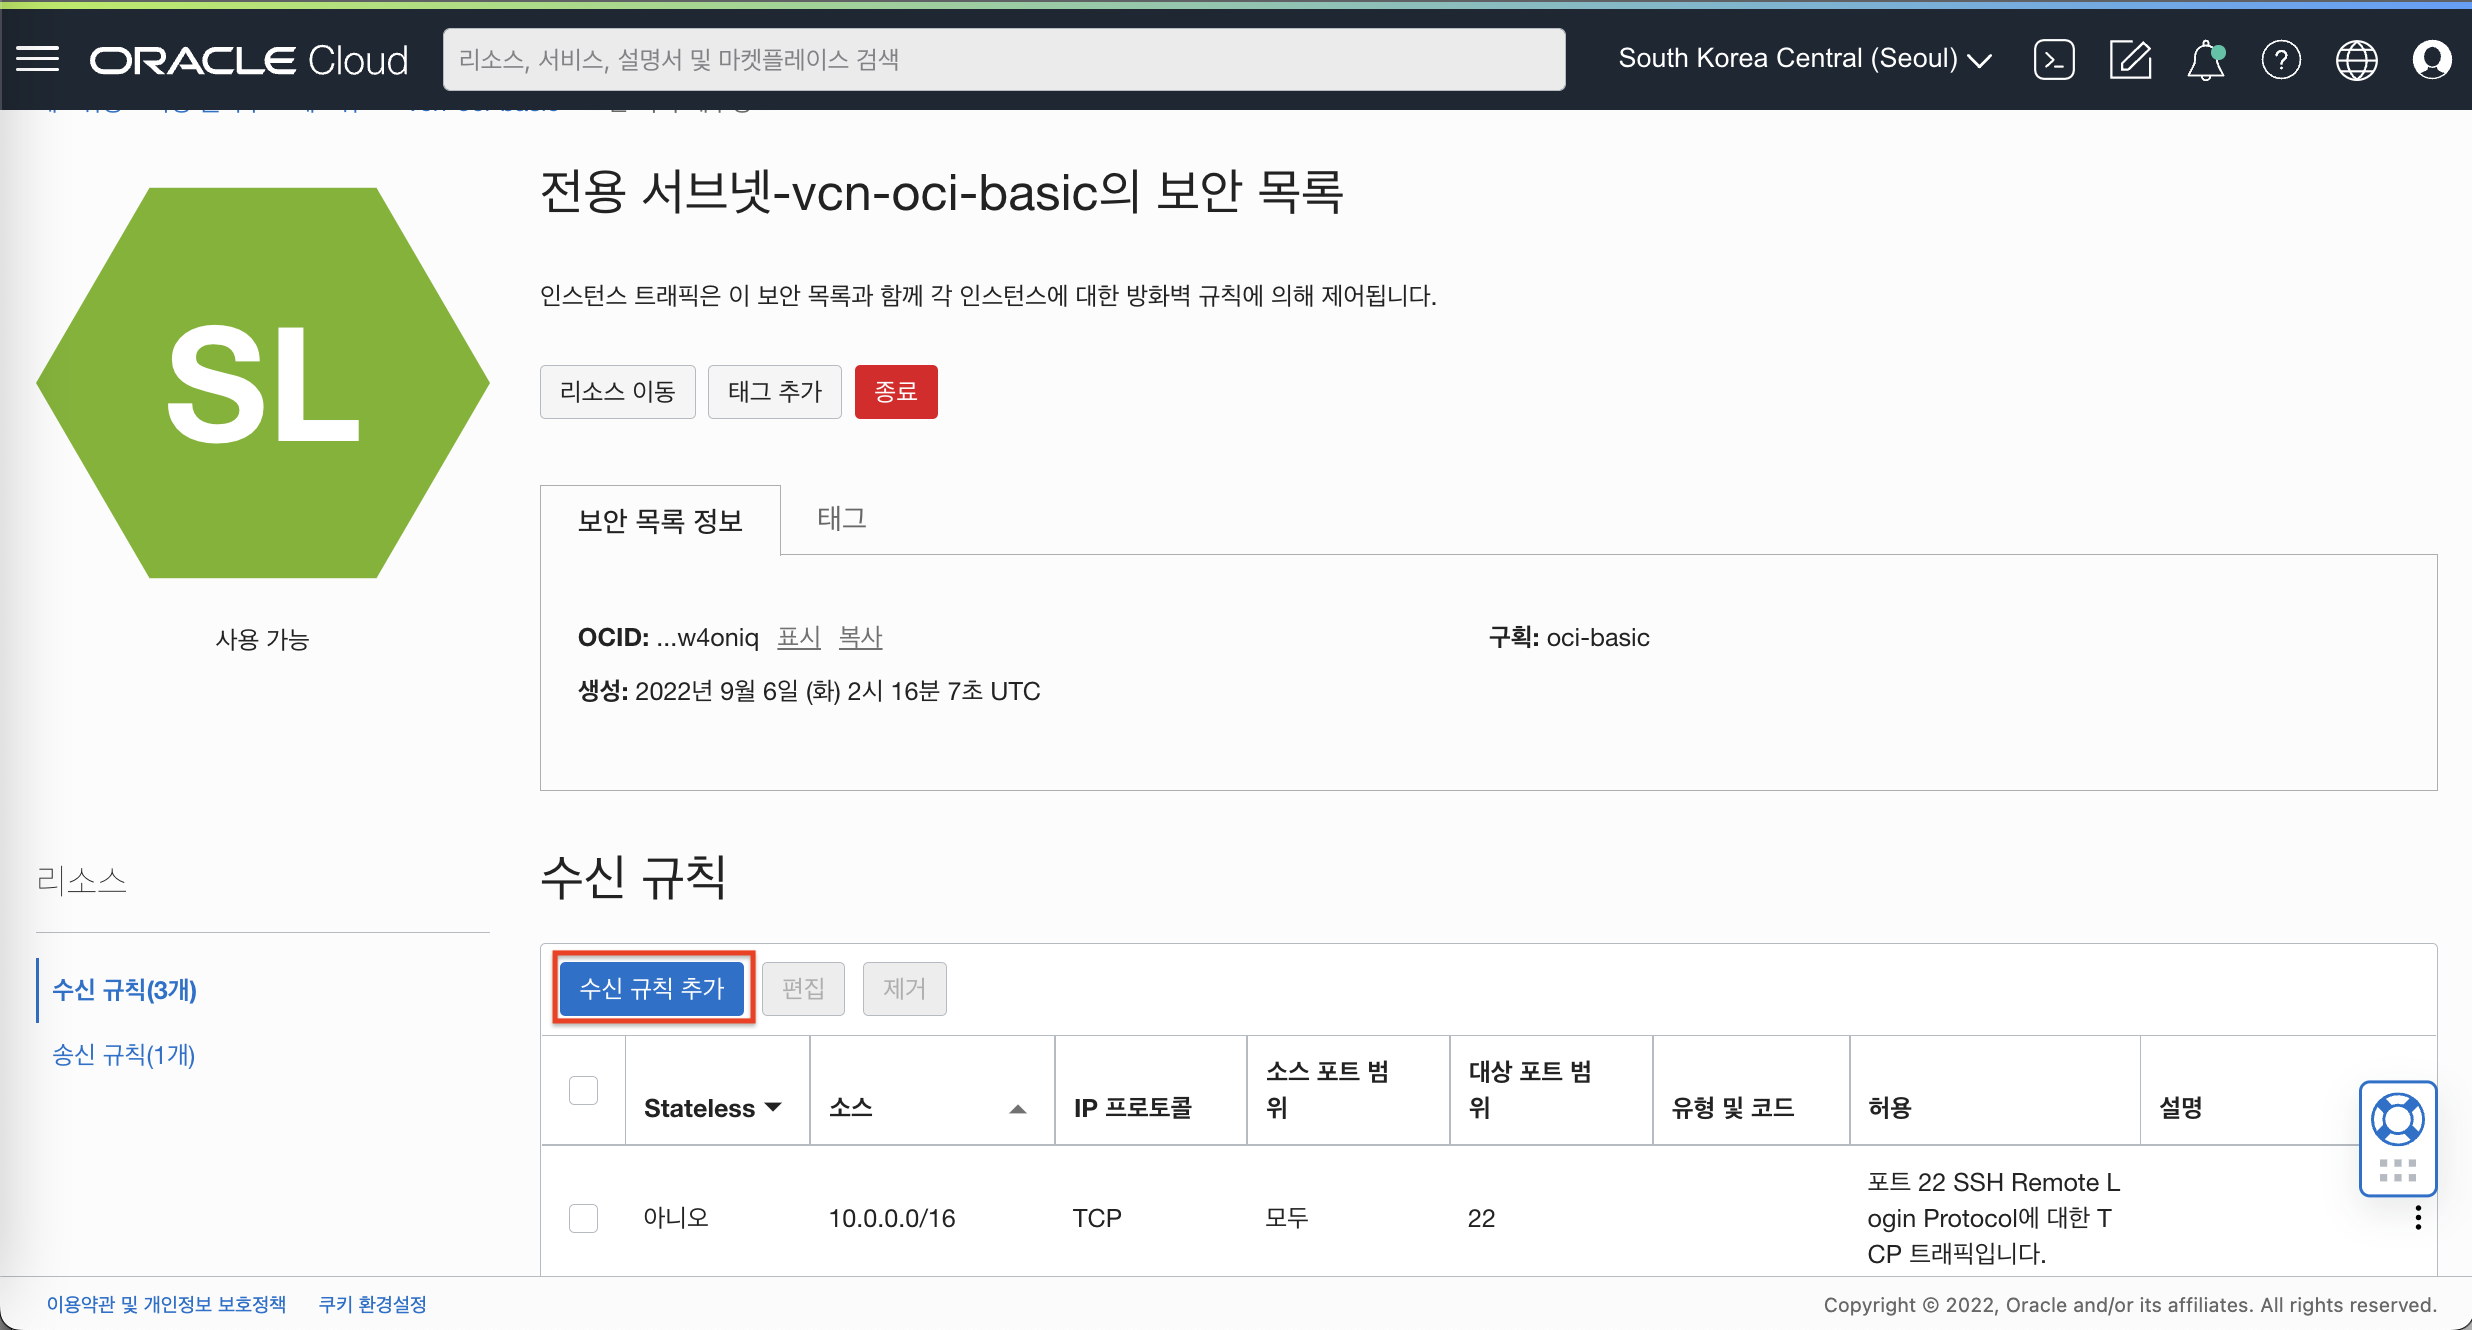 ORACLE Cloud
리소스, 서비스, 설명서 및 마켓플레이스 검색
South Korea Central (Seoul)
전용 서브넷-vcn-oci-basic의 보안 목록
인스턴스 트래픽은 이 보안 목록과 함께 각 인스턴스에 대한 방화벽 규칙에 의해 제어됩니다.
리소스 이동 태그 추가 종료
SL
사용 가능
보안 목록 정보 태그
OCID: ...w4oniq 표시 복사
구획: oci-basic
생성: 2022년 9월 6일 (화) 2시 16분 7초 UTC
리소스
수신 규칙(3개)
송신 규칙(1개)
수신 규칙
수신 규칙 추가 편집 제거
Stateless 소스 IP 프로토콜 소스 포트 범위 대상 포트 범위 유형 및 코드 허용 설명
아니오 10.0.0.0/16 TCP 모두 22
포트 22 SSH Remote L
ogin Protocol에 대한 T
CP 트래픽입니다.
이용약관 및 개인정보 보호정책 쿠키 환경설정
Copyright © 2022, Oracle and/or its affiliates. All rights reserved.